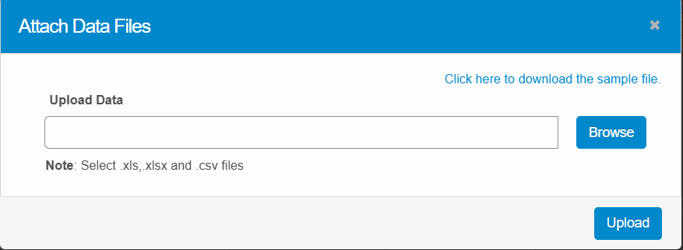 Attach Data Files
Click here to download the sample file.
Upload Data
Browse
Note: Select .xls,.xlsx and .csv files
Upload